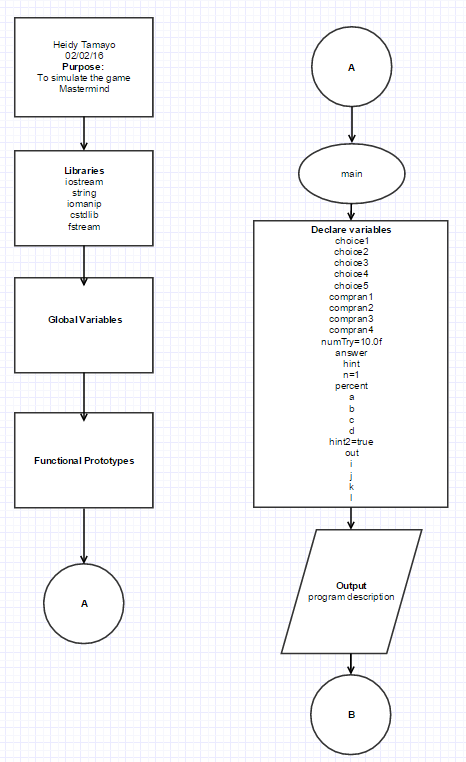 Heidy Tamayo
02/02/16
Purpose:
To simulate the game
Mastermind
Libraries
iostream
string
iomanip
cstdlib
fstream
Global Variables
Functional Prototypes
A
A
main
Declare variables
choice1
choice2
choice3
choice4
choice5
compran1
compran2
compran3
compran4
numTry=10.0f
answer
hint
n=1
percent
a
b
c
d
hint2=true
out
i
j
k
l
Output
program description
B